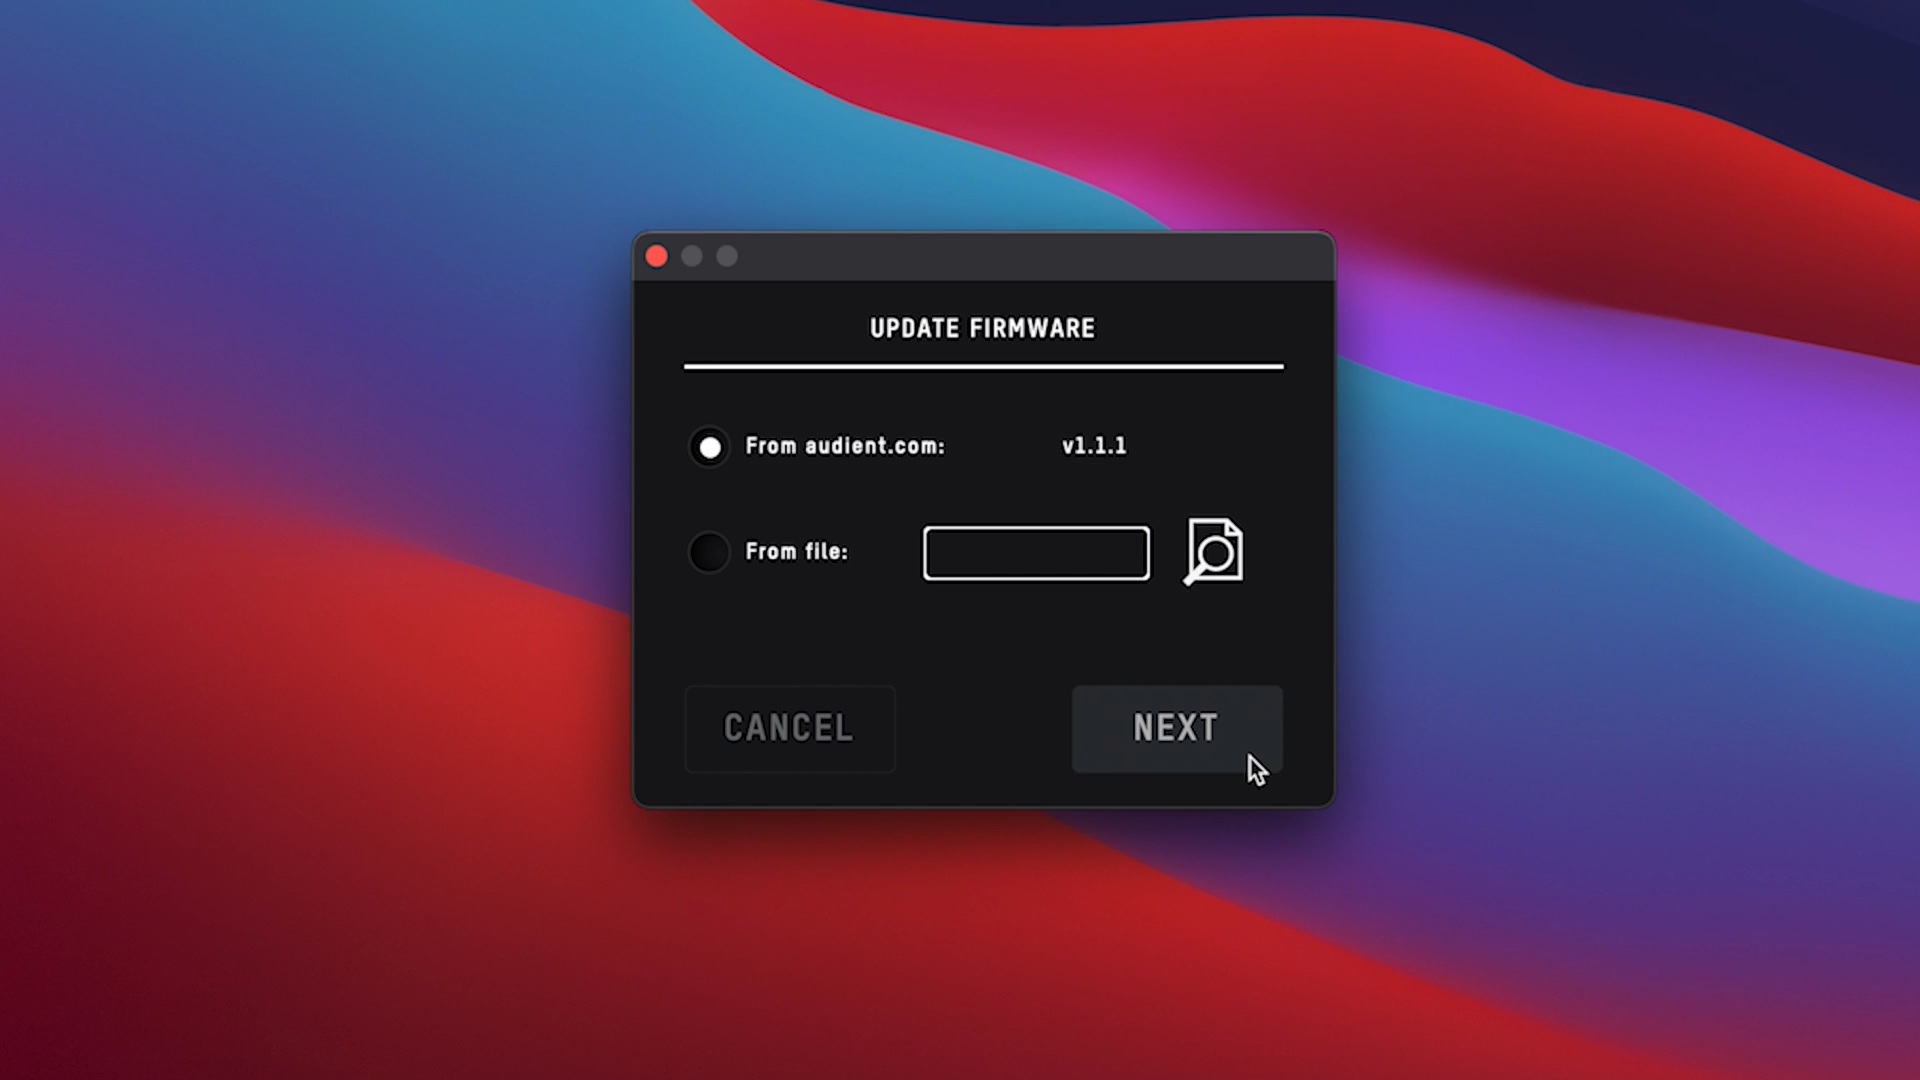 UPDATE FIRMWARE
From audient.com: v1.1.1
From file:
CANCEL NEXT